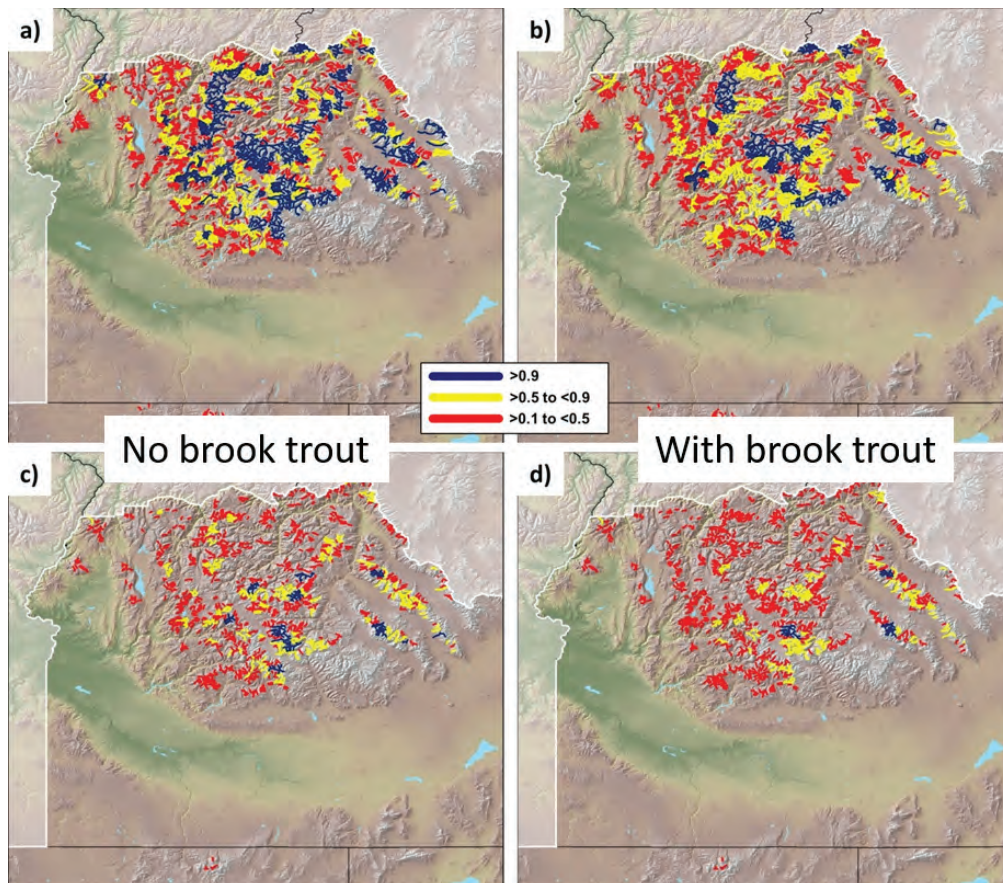 a)
b)
>0.9
>0.5 to <0.9
>0.1 to <0.5
No brook trout
With brook trout
c)
d)